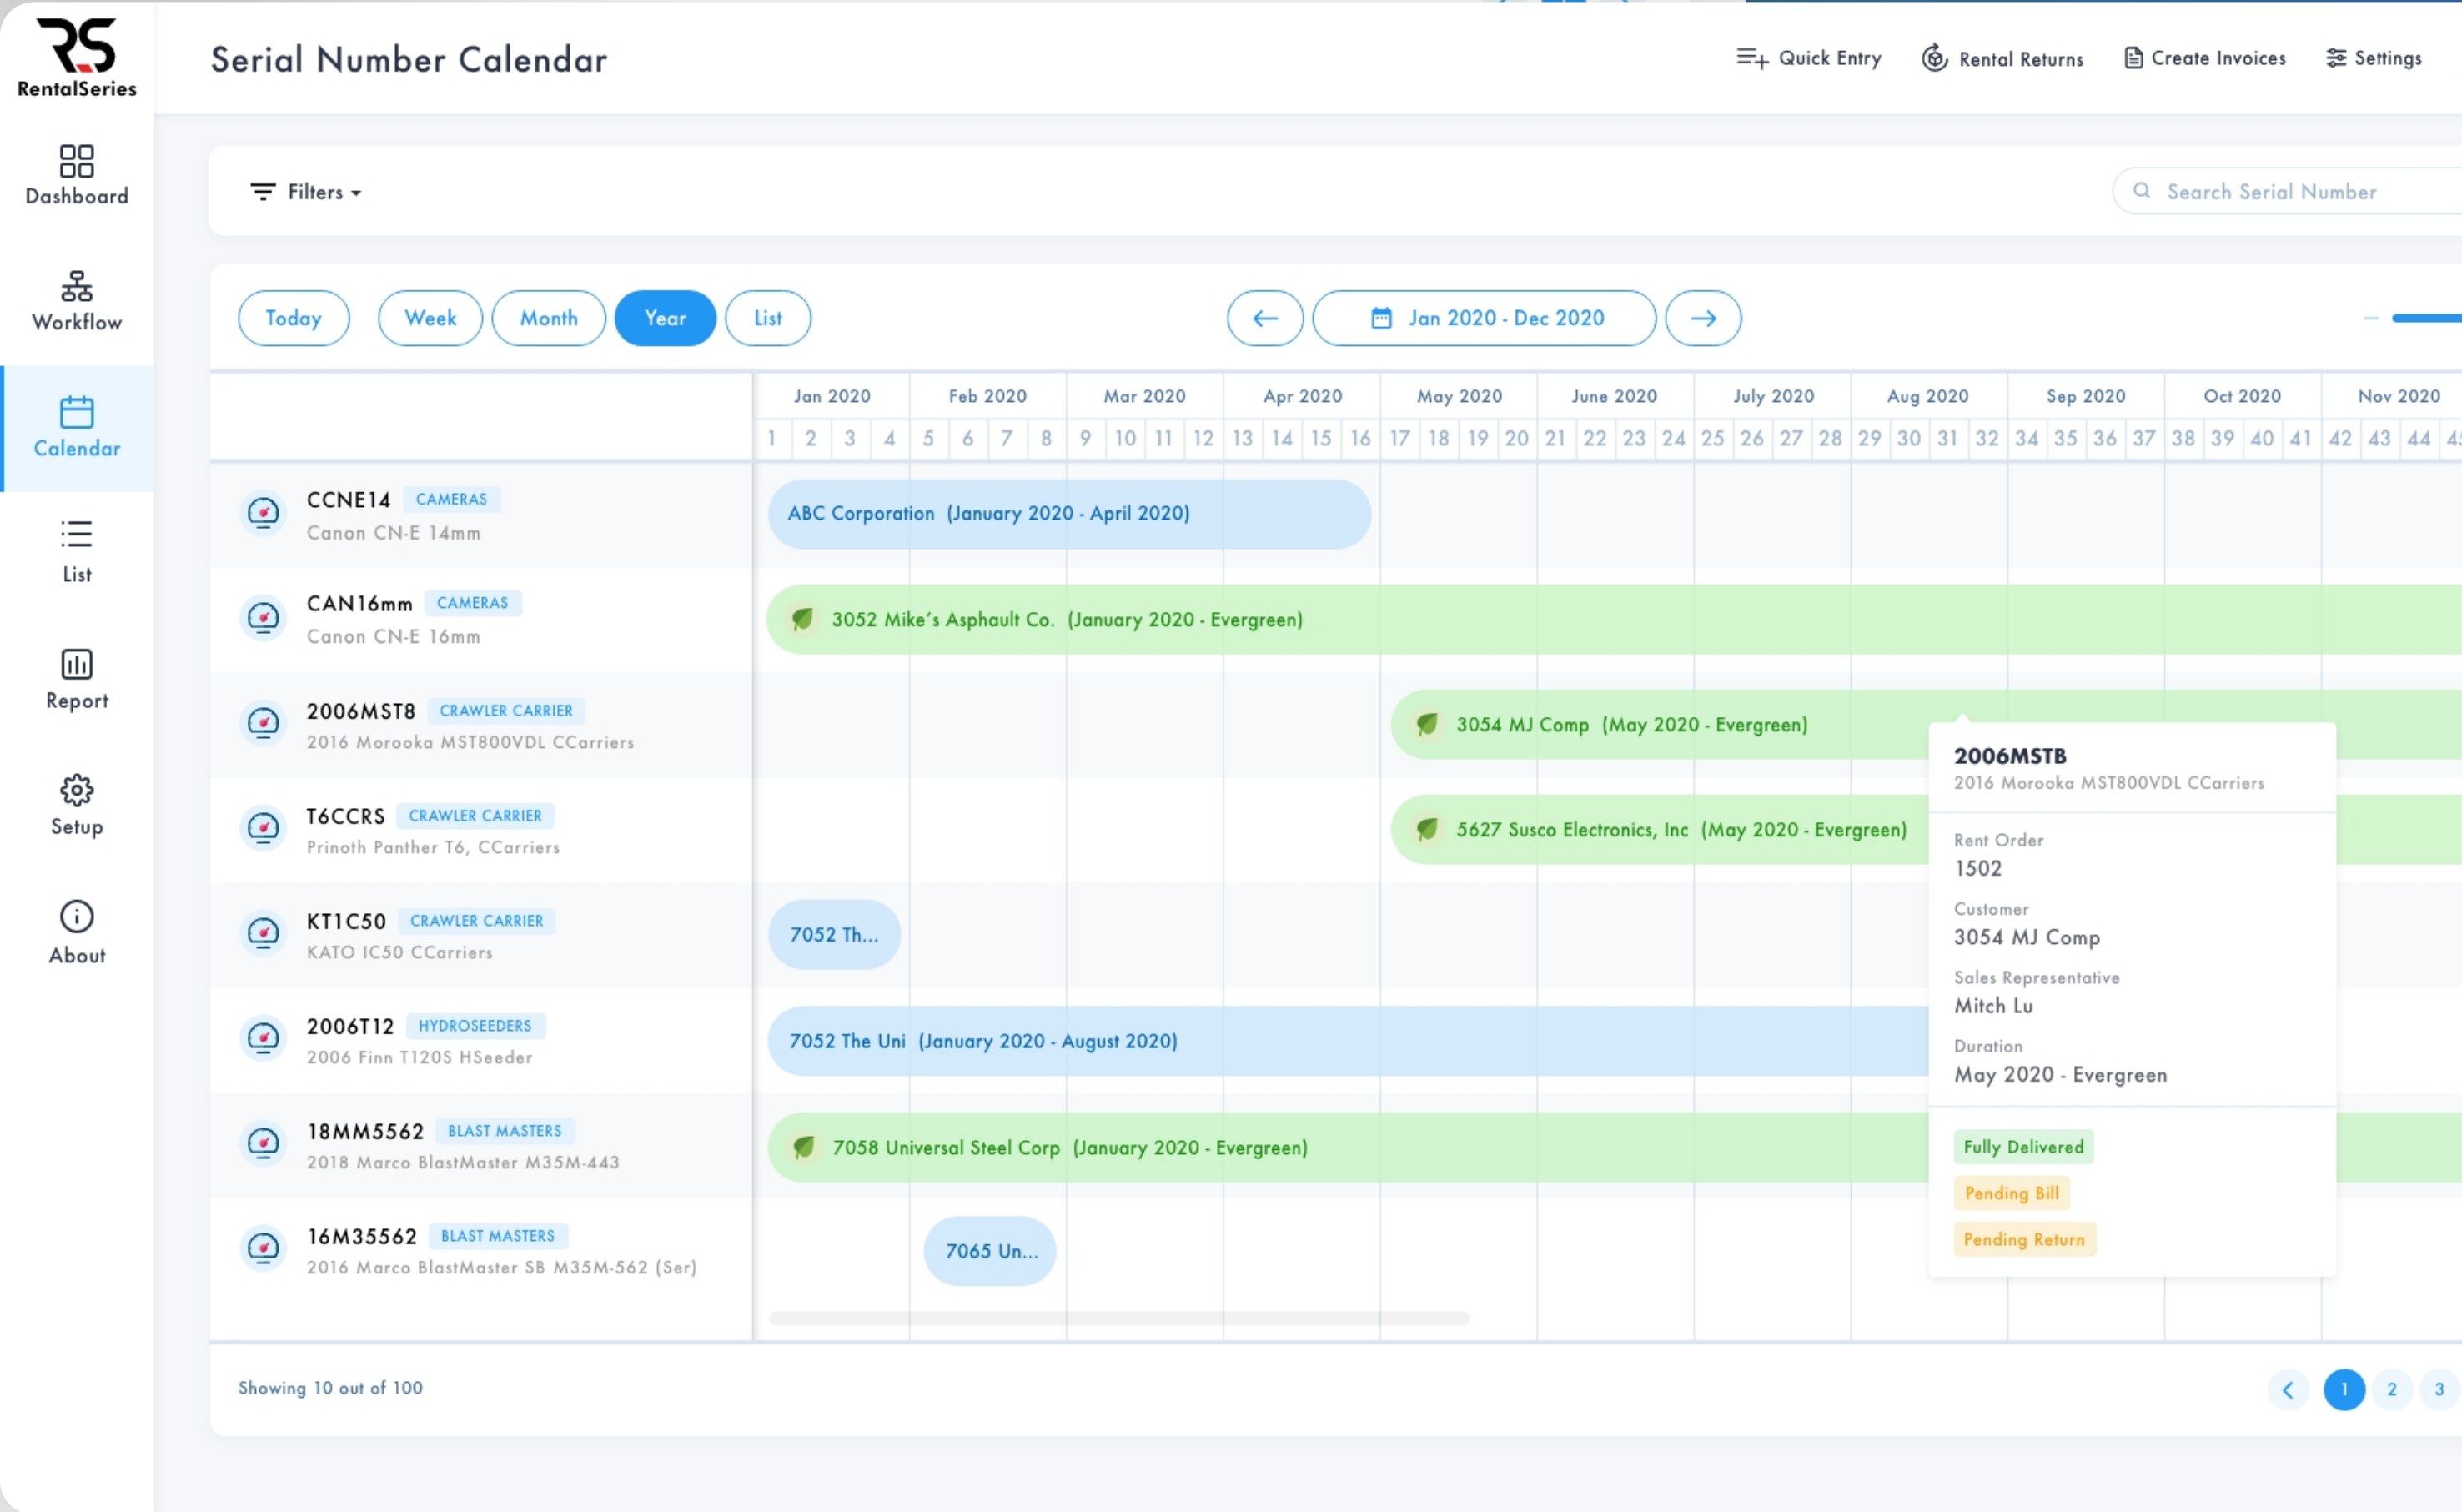 RS
RentalSeries
Serial Number Calendar
Quick Entry
Rental Returns
Create Invoices
Settings
Dashboard
Workflow
Calendar
List
Report
Setup
About
Filters
Search Serial Number
Today
Week
Month
Year
List
Jan 2020 - Dec 2020
Jan 2020 Feb 2020 Mar 2020 Apr 2020 May 2020 June 2020 July 2020 Aug 2020 Sep 2020 Oct 2020 Nov 2020
1 2 3 4 5 6 7 8 9 10 11 12 13 14 15 16 17 18 19 20 21 22 23 24 25 26 27 28 29 30 31 32 34 35 36 37 38 39 40 41 42 43 44
CCNE14 CAMERAS
Canon CN-E 14mm
ABC Corporation (January 2020 - April 2020)
CAN16mm CAMERAS
Canon CN-E 16mm
3052 Mike's Asphault Co. (January 2020 - Evergreen)
2006MST8 CRAWLER CARRIER
2016 Morooka MST800VDL CCarriers
3054 MJ Comp (May 2020 - Evergreen)
T6CCRS CRAWLER CARRIER
Prinoth Panther T6, CCarriers
5627 Susco Electronics, Inc (May 2020 - Evergreen)
KT1C50 CRAWLER CARRIER
KATO IC50 CCarriers
7052 Th...
2006T12 HYDROSEEDERS
2006 Finn T120S HSeeder
7052 The Uni (January 2020 - August 2020)
18MM5562 BLAST MASTERS
2018 Marco BlastMaster M35M-443
7058 Universal Steel Corp (January 2020 - Evergreen)
16M35562 BLAST MASTERS
2016 Marco BlastMaster SB M35M-562 (Ser)
7065 Un...
2006MSTB
2016 Morooka MST800VDL CCarriers
Rent Order
1502
Customer
3054 MJ Comp
Sales Representative
Mitch Lu
Duration
May 2020 - Evergreen
Fully Delivered
Pending Bill
Pending Return
Showing 10 out of 100
1 2 3